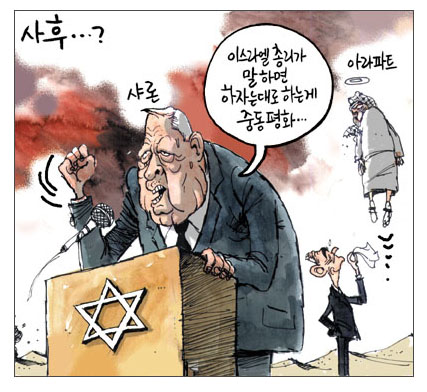 사후...?
샤론
이스라엘 총리가
말하면
하자는대로 하는게
중동평화...
아라파트